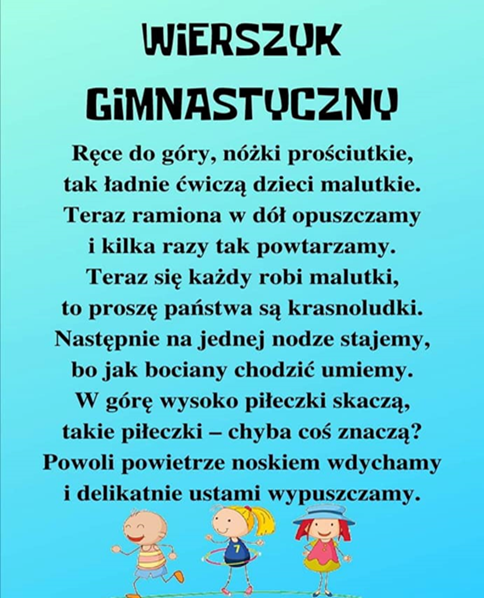 WiERSZYK
GiMNASTYCZNY
Ręce do góry, nóżki prościutkie,
tak ładnie ćwiczą dzieci malutkie.
Teraz ramiona w dół opuszczamy
i kilka razy tak powtarzamy.
Teraz się każdy robi malutki,
to proszę państwa są krasnoludki.
Następnie na jednej nodze stajemy,
bo jak bociany chodzić umiemy.
W górę wysoko piłeczki skaczą,
takie piłeczki – chyba coś znaczą?
Powoli powietrze noskiem wdychamy
i delikatnie ustami wypuszczamy.
7